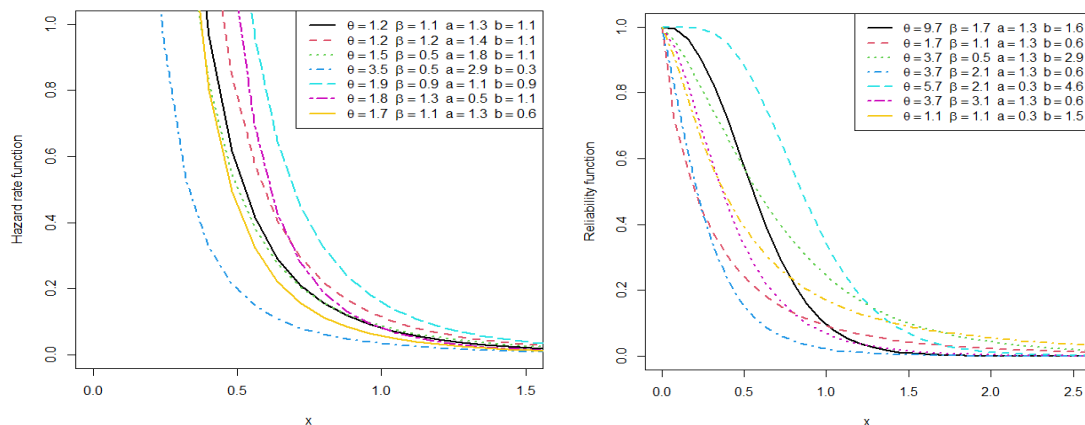 Hazard rate function
0.0 0.2 0.4 0.6 0.8 1.0
θ = 1.2 β = 1.1 a = 1.3 b = 1.1
θ = 1.2 β = 1.2 a = 1.4 b = 1.1
θ = 1.5 β = 0.5 a = 1.8 b = 1.1
θ = 3.5 β = 0.5 a = 2.9 b = 0.3
θ = 1.9 β = 0.9 a = 1.1 b = 0.9
θ = 1.8 β = 1.3 a = 0.5 b = 1.1
θ = 1.7 β = 1.1 a = 1.3 b = 0.6
0.0 0.5 1.0 1.5
x
Reliability function
0.0 0.2 0.4 0.6 0.8 1.0
θ = 9.7 β = 1.7 a = 1.3 b = 1.6
θ = 1.7 β = 1.1 a = 1.3 b = 0.6
θ = 3.7 β = 0.5 a = 1.3 b = 2.9
θ = 3.7 β = 2.1 a = 1.3 b = 0.6
θ = 5.7 β = 2.1 a = 0.3 b = 4.6
θ = 3.7 β = 3.1 a = 1.3 b = 0.6
θ = 1.1 β = 1.1 a = 0.3 b = 1.5
0.0 0.5 1.0 1.5 2.0 2.5
x